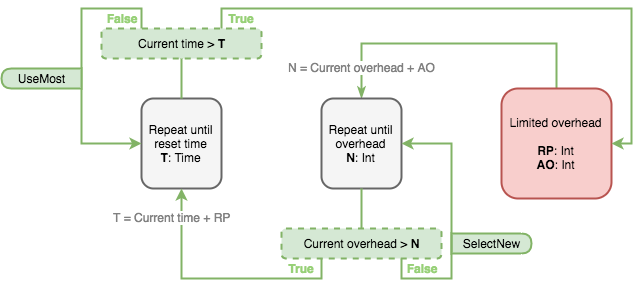 False
True
Current time > T
UseMost
N = Current overhead + AO
Repeat until
reset time
T: Time
Repeat until
overhead
N: Int
Limited overhead
RP: Int
AO: Int
T = Current time + RP
Current overhead > N
SelectNew
True
False